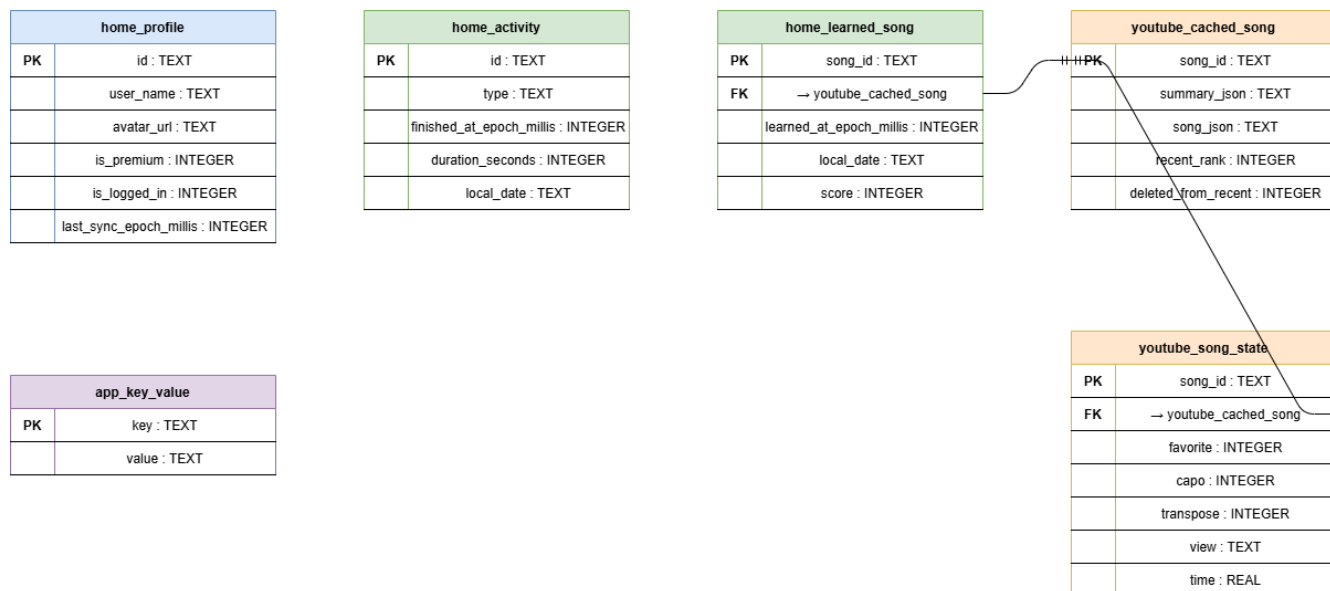 home_profile
PK id : TEXT
user_name : TEXT
avatar_url : TEXT
is_premium : INTEGER
is_logged_in : INTEGER
last_sync_epoch_millis : INTEGER
home_activity
PK id : TEXT
type : TEXT
finished_at_epoch_millis : INTEGER
duration_seconds : INTEGER
local_date : TEXT
home_learned_song
PK song_id : TEXT
FK → youtube_cached_song
learned_at_epoch_millis : INTEGER
local_date : TEXT
score : INTEGER
youtube_cached_song
PK song_id : TEXT
summary_json : TEXT
song_json : TEXT
recent_rank : INTEGER
deleted_from_recent : INTEGER
app_key_value
PK key : TEXT
value : TEXT
youtube_song_state
PK song_id : TEXT
FK → youtube_cached_song
favorite : INTEGER
capo : INTEGER
transpose : INTEGER
view : TEXT
time : REAL